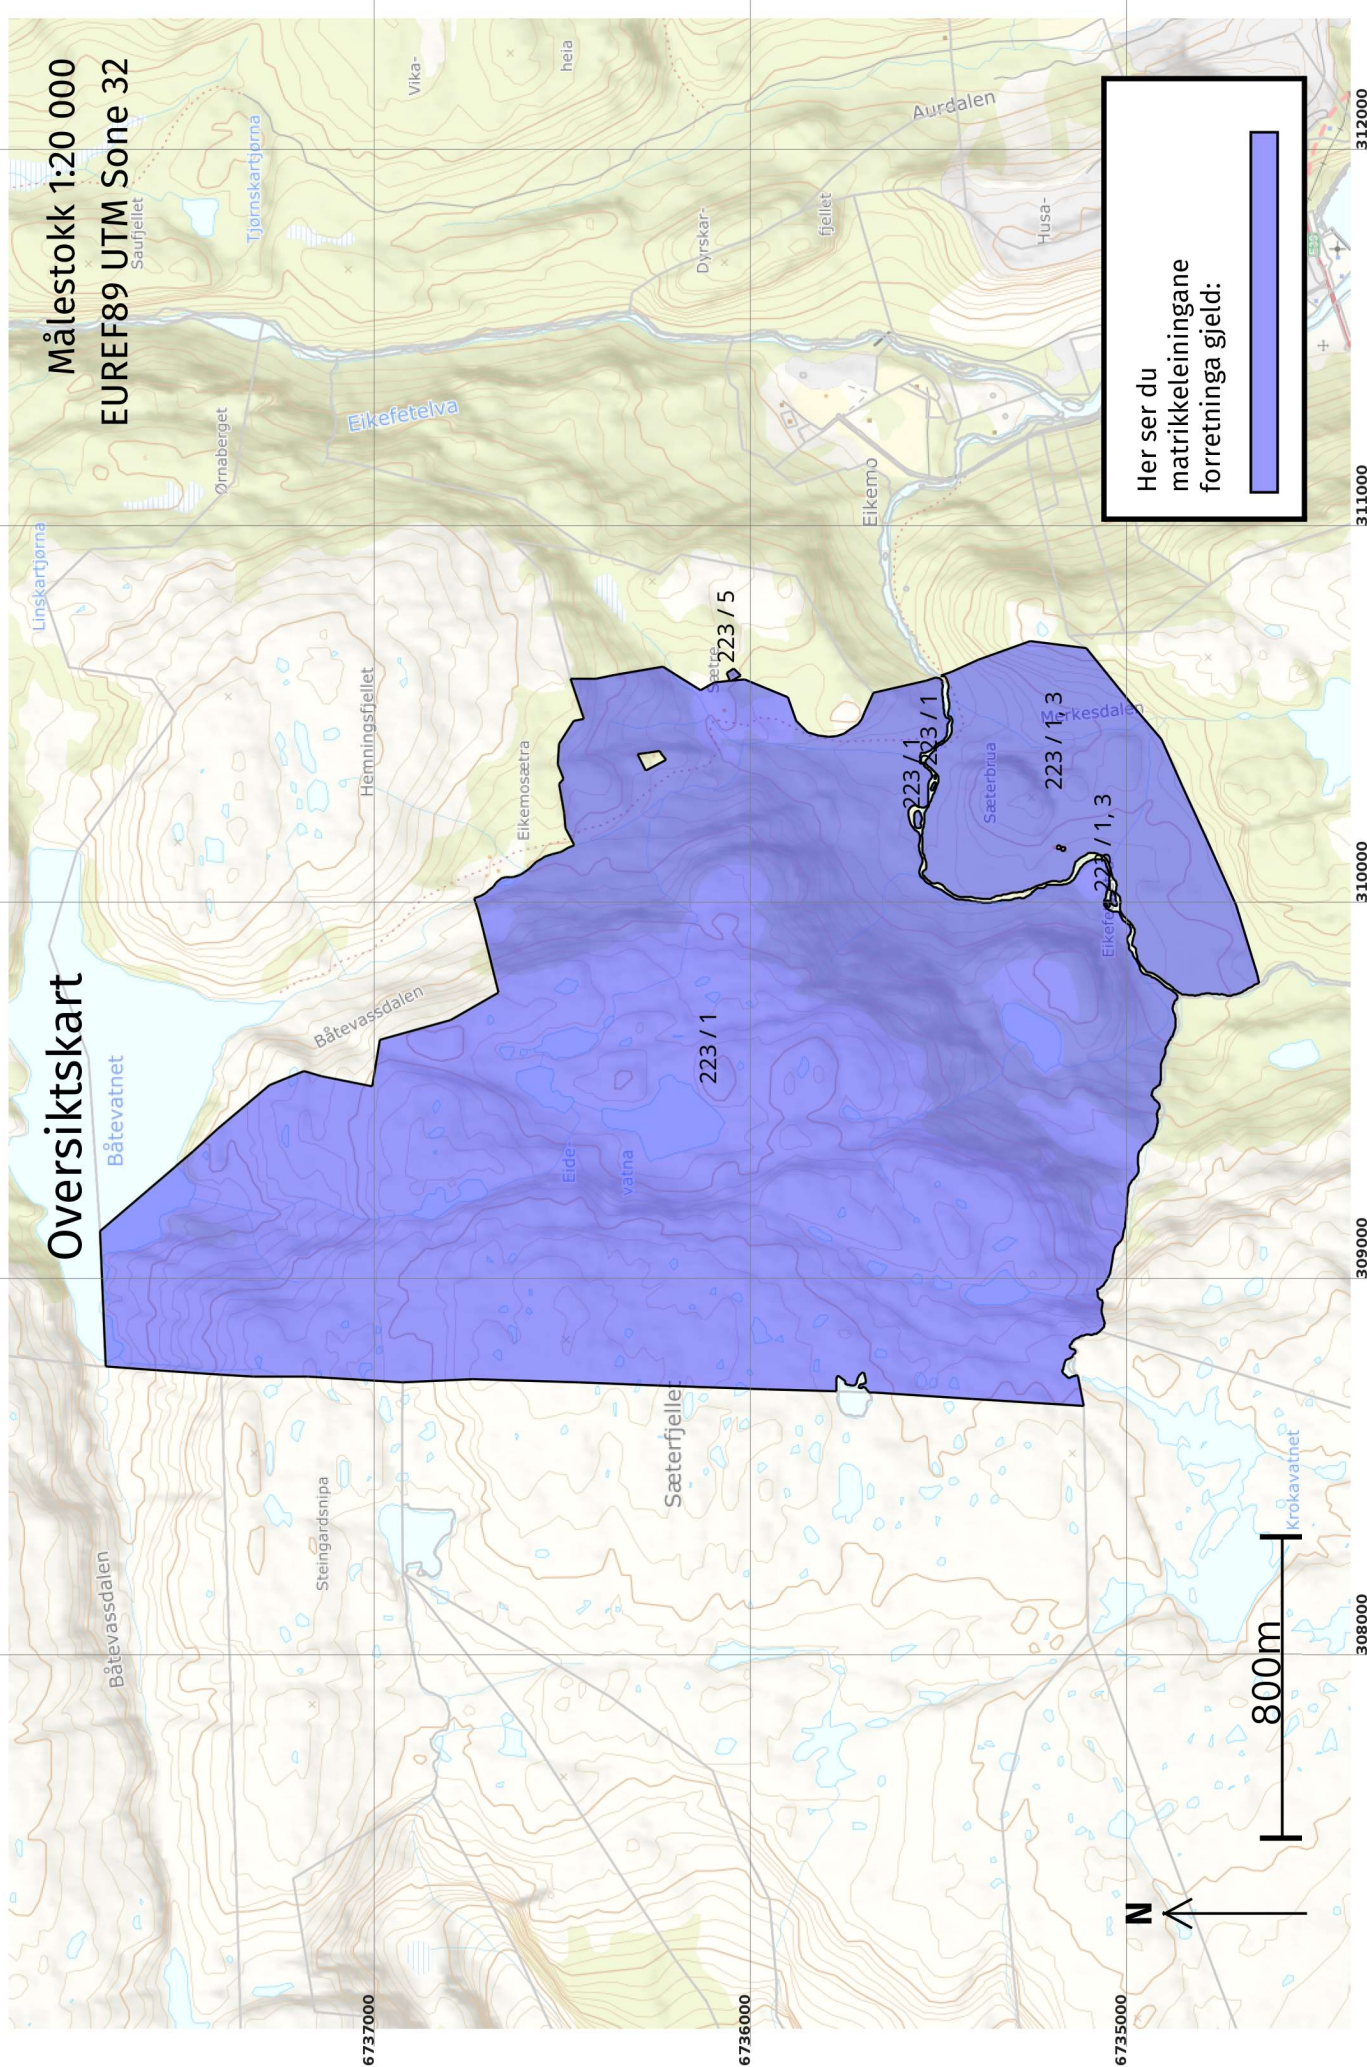 Oversiktskart
Målestokk 1:20 000
EUREF89 UTM Sone 32
Båtevassdalen
Båtevatnet
Linskartjørna
Ørnaberget
Saufjellet
Tjørnskartjørna
Vika-
heia
Steingardsnipa
Båtevassdalen
Hemningsfjellet
Eikefetelva
Eikemosætra
Eide-
vatna
Sæterfjellet
223 / 1
Sætre
223 / 5
Dyrskar-
fjellet
Eikemo
Aurdalen
223 / 1
223 / 1
Sæterbrua
Merkesdalen
223 / 1, 3
223 / 1, 3
Husa-
Krokavatnet
Her ser du
matrikkeleiningane
forretninga gjeld:
800m
N
6737000
6736000
6735000
308000
309000
310000
311000
312000